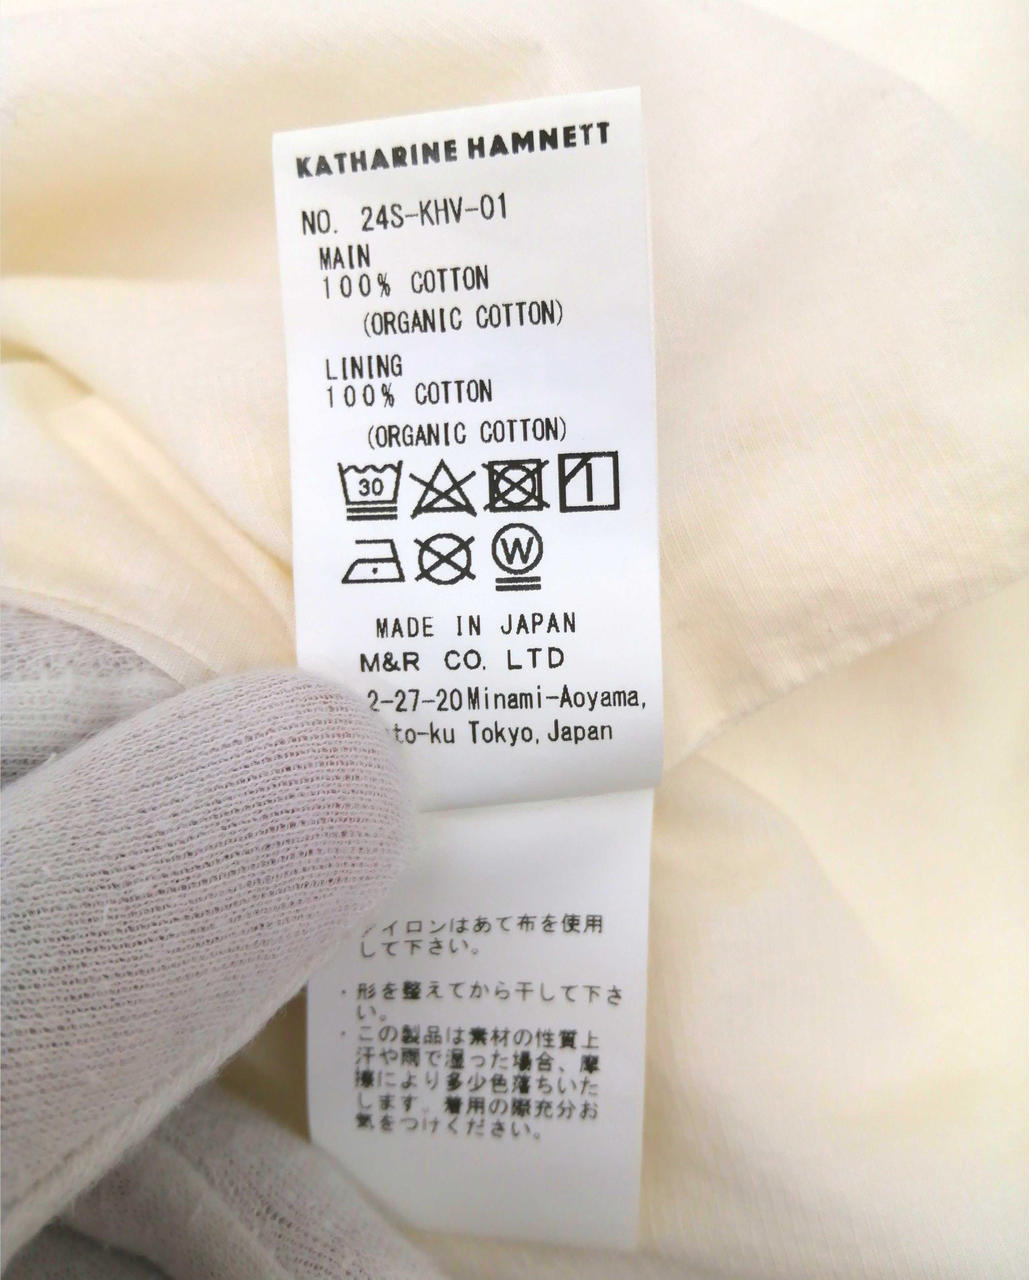 KATHARINE HAMNETT
NO. 24S-KHV-01
MAIN
100% COTTON
(ORGANIC COTTON)
LINING
100% COTTON
(ORGANIC COTTON)
30
W
MADE IN JAPAN
M&R CO. LTD
2-27-20 Minami-Aoyama,
to-ku Tokyo, Japan
イロンはあて布を使用
して下さい。
・形を整えてから干して下さ
い。
・この製品は素材の性質上
汗や雨で湿った場合、摩
擦により多少色落ちいた
します。着用の際充分お
気をつけください。